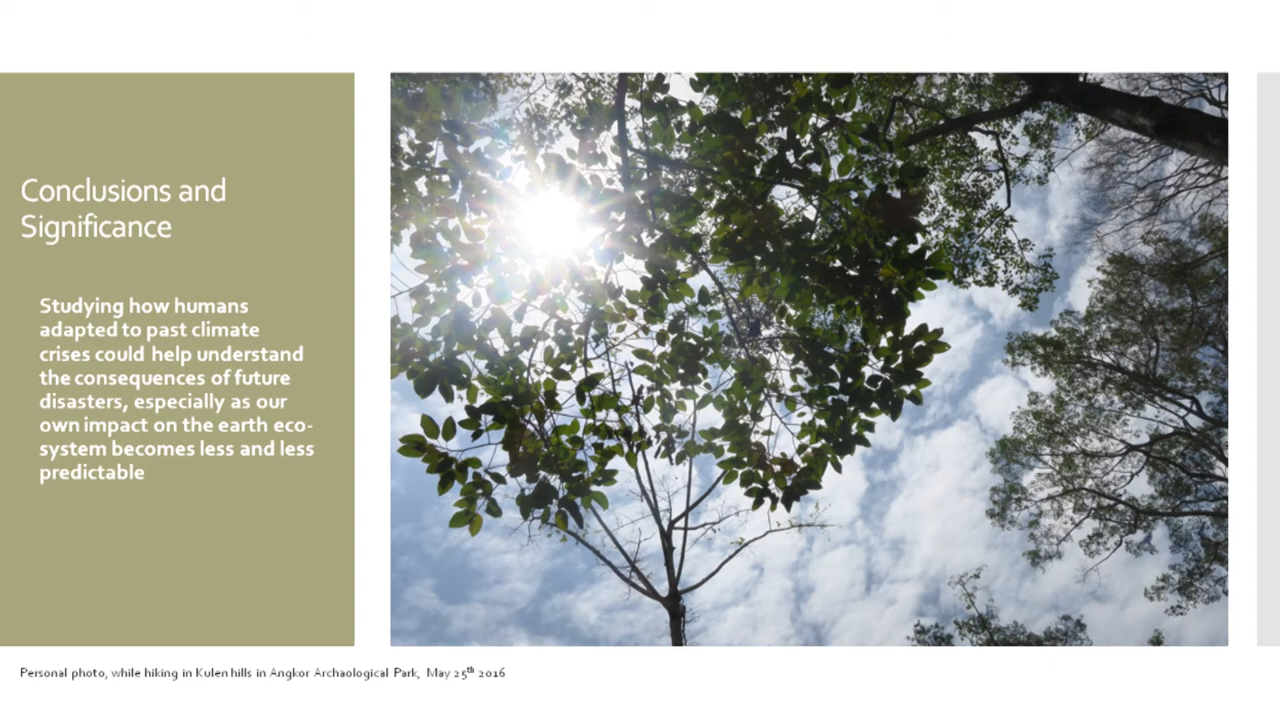 Conclusions and
Significance
Studying how humans
adapted to past climate
crises could help understand
the consequences of future
disasters, especially as our
own impact on the earth eco-
system becomes less and less
predictable
Personal photo, while hiking in Kulen hills in Angkor Archaological Park, May 25th 2016